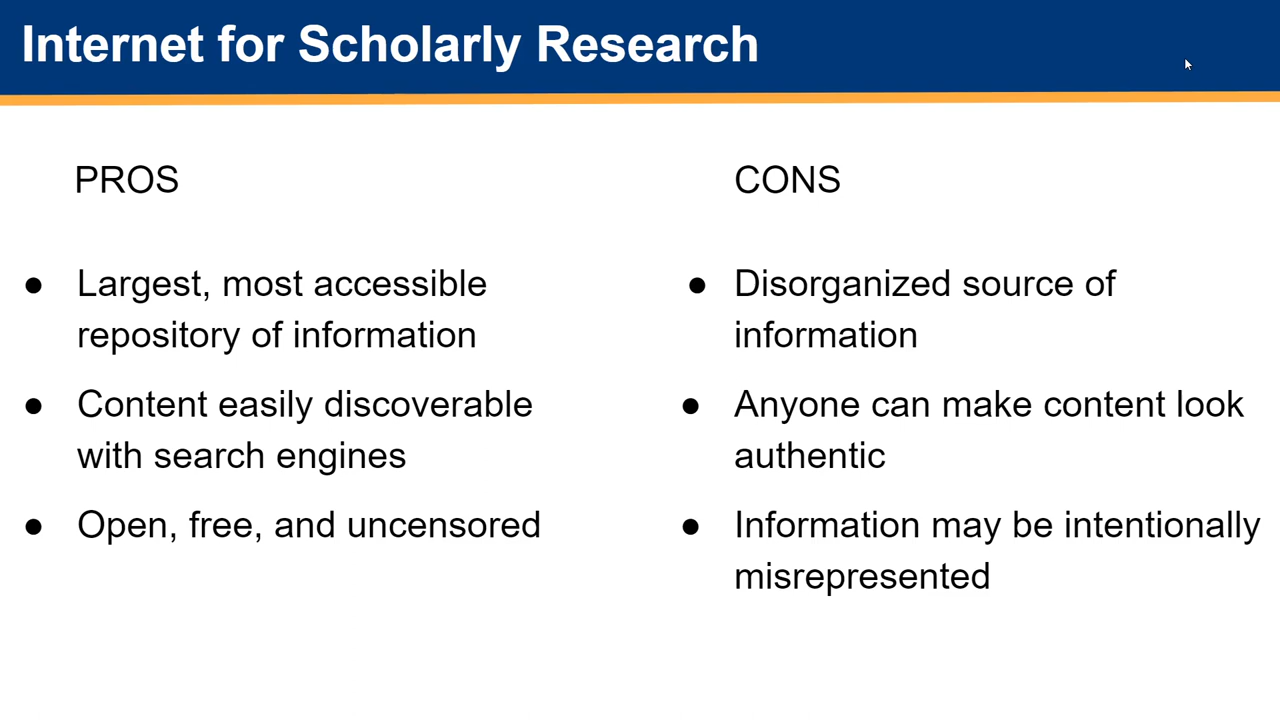 Internet for Scholarly Research
PROS
● Largest, most accessible
repository of information
● Content easily discoverable
with search engines
● Open, free, and uncensored
CONS
● Disorganized source of
information
● Anyone can make content look
authentic
● Information may be intentionally
misrepresented